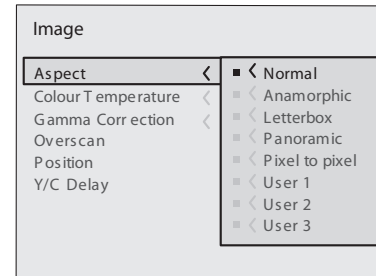 Image
Aspect
Colour Temperature
Gamma Correction
Overscan
Position
Y/C Delay
Normal
Anamorphic
Letterbox
Panoramic
Pixel to pixel
User 1
User 2
User 3